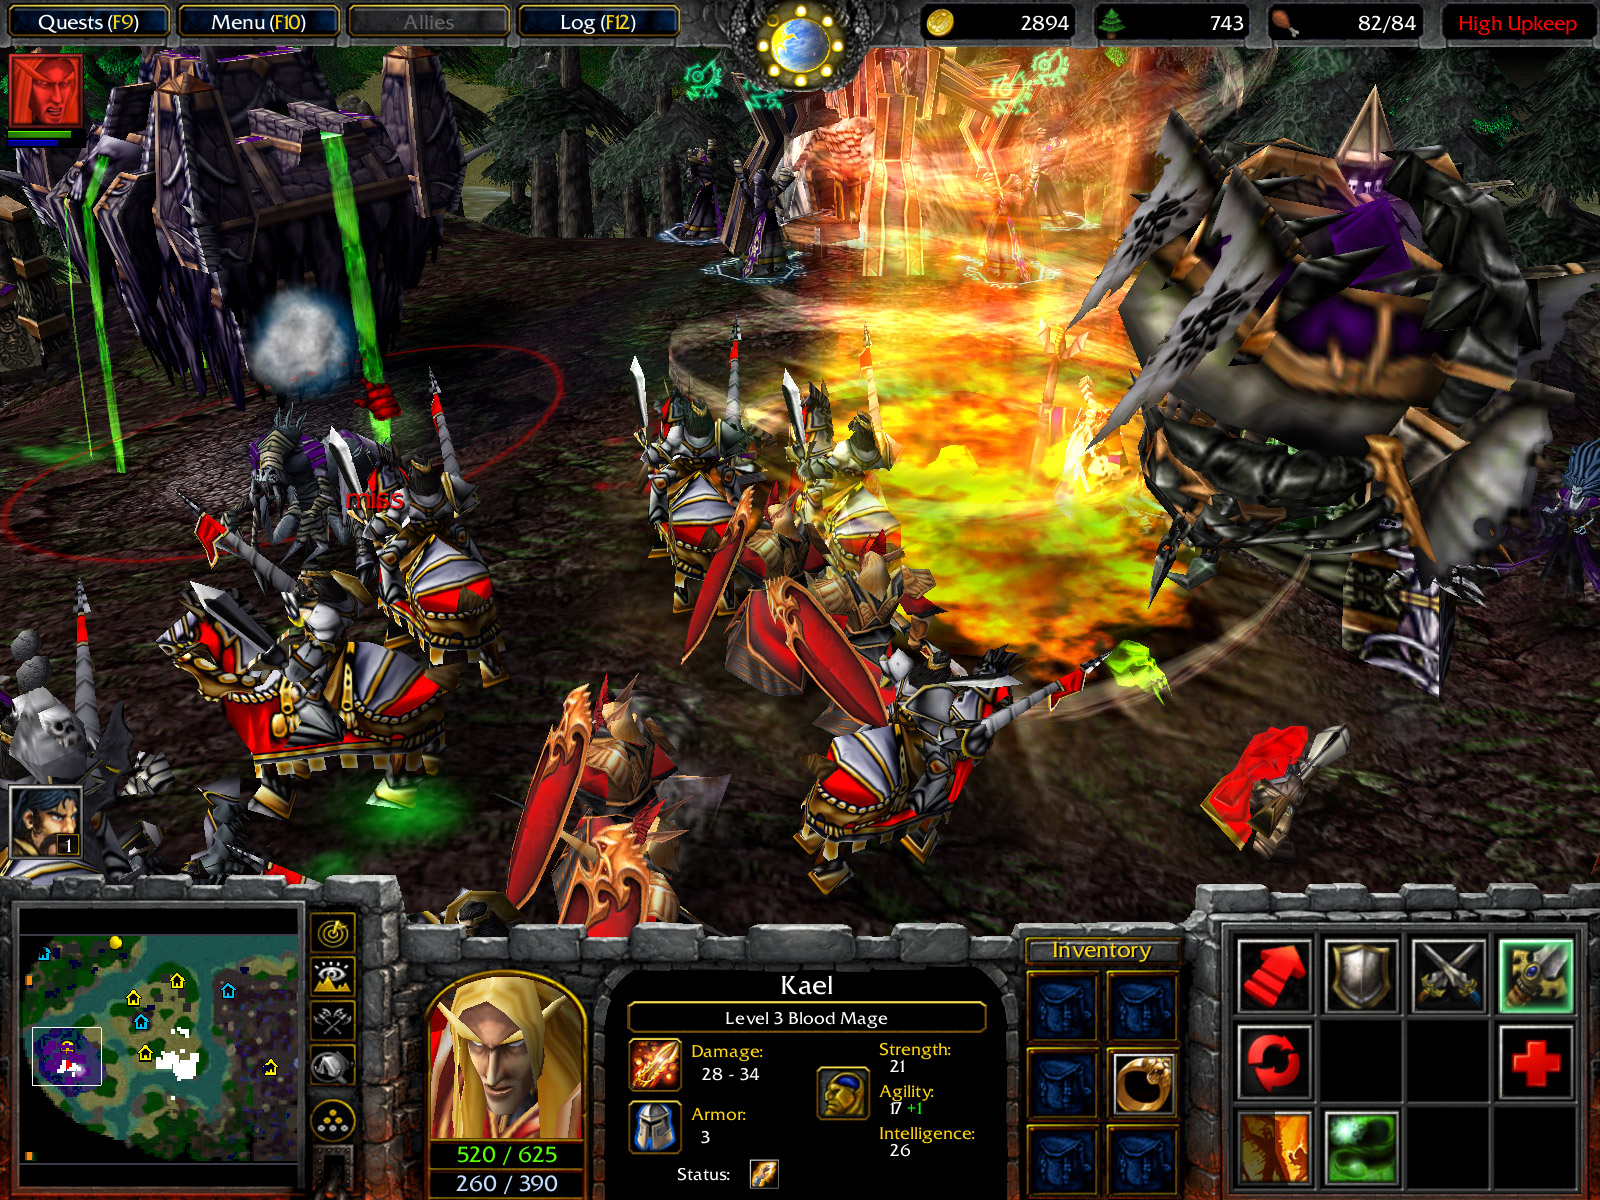 Quests (F9) Menu (F10) Allies Log (F12) 2894 743 82/84 High Upkeep
miss
1
Kael
Level 3 Blood Mage
Damage:
28 - 34
Armor:
3
Status:
Strength:
21
Agility:
17 +1
Intelligence:
26
Inventory
520 / 625
260 / 390